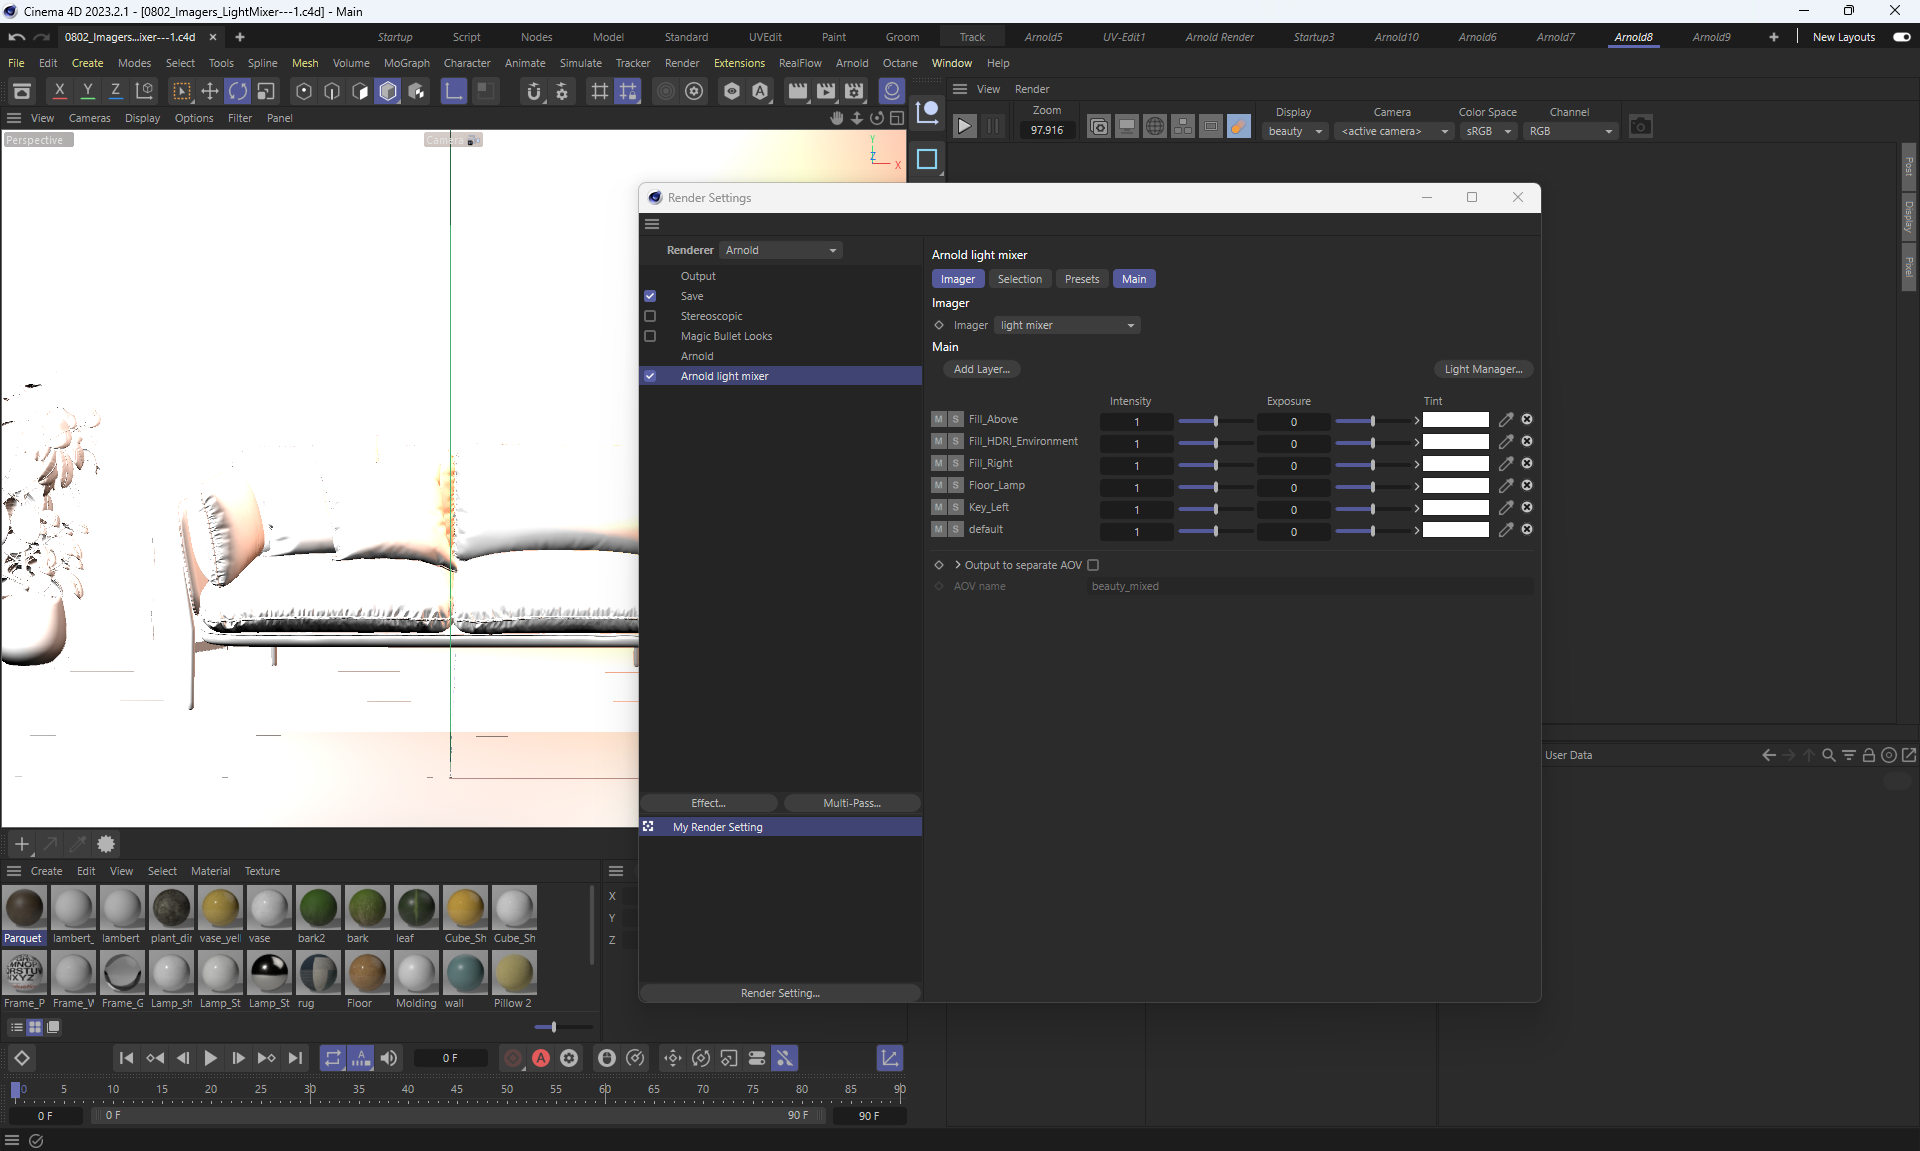 Cinema 4D 2023.2.1 - [0802_Imagers_LightMixer---1.c4d] - Main
0802_Imagers...ixer---1.c4d
Startup Script Nodes Model Standard UVEdit Paint Groom Track Arnold5 UV-Edit1 Arnold Render Startup3 Arnold10 Arnold6 Arnold7 Arnold8 Arnold9 New Layouts
File Edit Create Modes Select Tools Spline Mesh Volume MoGraph Character Animate Simulate Tracker Render Extensions RealFlow Arnold Octane Window Help
X Y Z
View Render
View Cameras Display Options Filter Panel
Zoom
97.916
Display Camera Color Space Channel
beauty <active camera> sRGB RGB
Perspective
Camera
Y
Z
X
Post
Display
Pixel
Render Settings
Renderer Arnold
Output
Save
Stereoscopic
Magic Bullet Looks
Arnold
Arnold light mixer
Effect... Multi-Pass...
My Render Setting
Render Setting...
Arnold light mixer
Imager Selection Presets Main
Imager
Imager light mixer
Main
Add Layer... Light Manager...
Intensity Exposure Tint
M S Fill_Above 1 0
M S Fill_HDRI_Environment 1 0
M S Fill_Right 1 0
M S Floor_Lamp 1 0
M S Key_Left 1 0
M S default 1 0
Output to separate AOV
AOV name beauty_mixed
User Data
Create Edit View Select Material Texture
Parquet lambert_ lambert plant_dir vase_yel vase bark2 bark leaf Cube_Sh Cube_Sh
Frame_P Frame_W Frame_G Lamp_sh Lamp_St Lamp_St rug Floor Molding wall Pillow 2
X
Y
Z
0 F
0 5 10 15 20 25 30 35 40 45 50 55 60 65 70 75 80 85 90
0 F 0 F 90 F 90 F